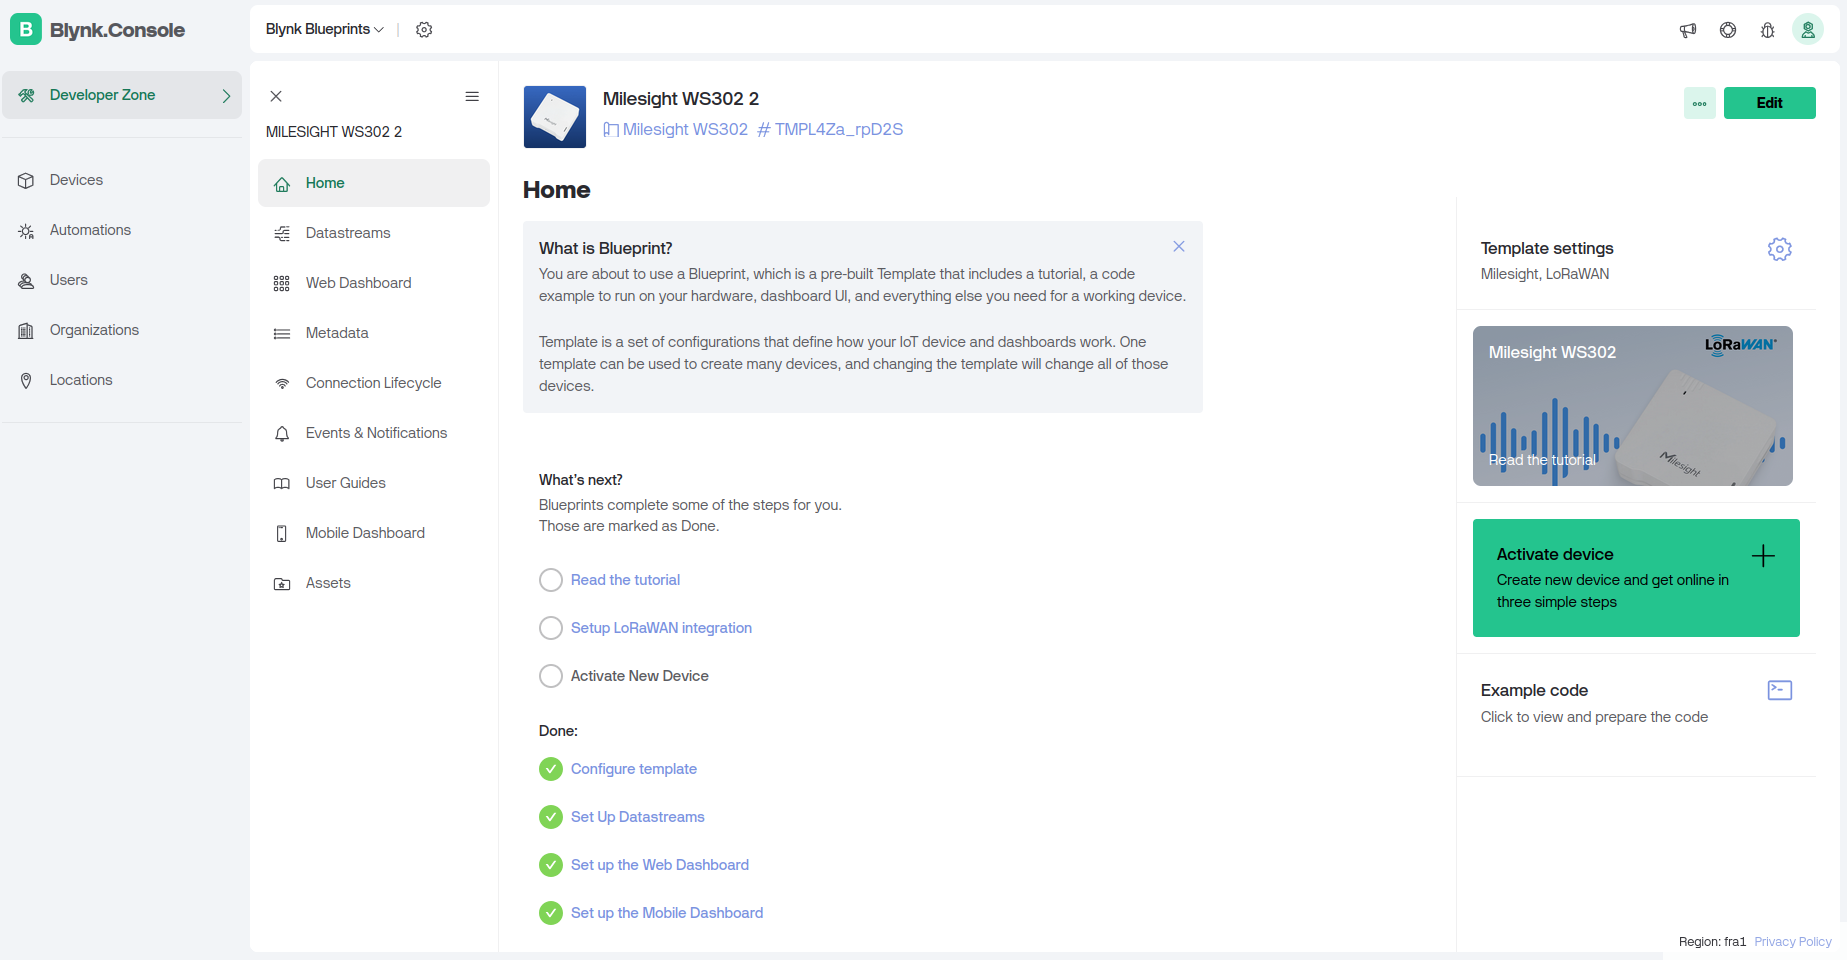 B Blynk.Console
Blynk Blueprints
Developer Zone
Devices
Automations
Users
Organizations
Locations
MILESIGHT WS302 2
Home
Datastreams
Web Dashboard
Metadata
Connection Lifecycle
Events & Notifications
User Guides
Mobile Dashboard
Assets
Milesight WS302 2
Milesight WS302 # TMPL4Za_rpD2S
Edit
Home
What is Blueprint?
You are about to use a Blueprint, which is a pre-built Template that includes a tutorial, a code
example to run on your hardware, dashboard UI, and everything else you need for a working device.
Template is a set of configurations that define how your IoT device and dashboards work. One
template can be used to create many devices, and changing the template will change all of those
devices.
What's next?
Blueprints complete some of the steps for you.
Those are marked as Done.
Read the tutorial
Setup LoRaWAN integration
Activate New Device
Done:
Configure template
Set Up Datastreams
Set up the Web Dashboard
Set up the Mobile Dashboard
Template settings
Milesight, LoRaWAN
Milesight WS302
LoRaWAN
Read the tutorial
Milesight
Activate device
Create new device and get online in
three simple steps
Example code
Click to view and prepare the code
Region: fra1 Privacy Policy